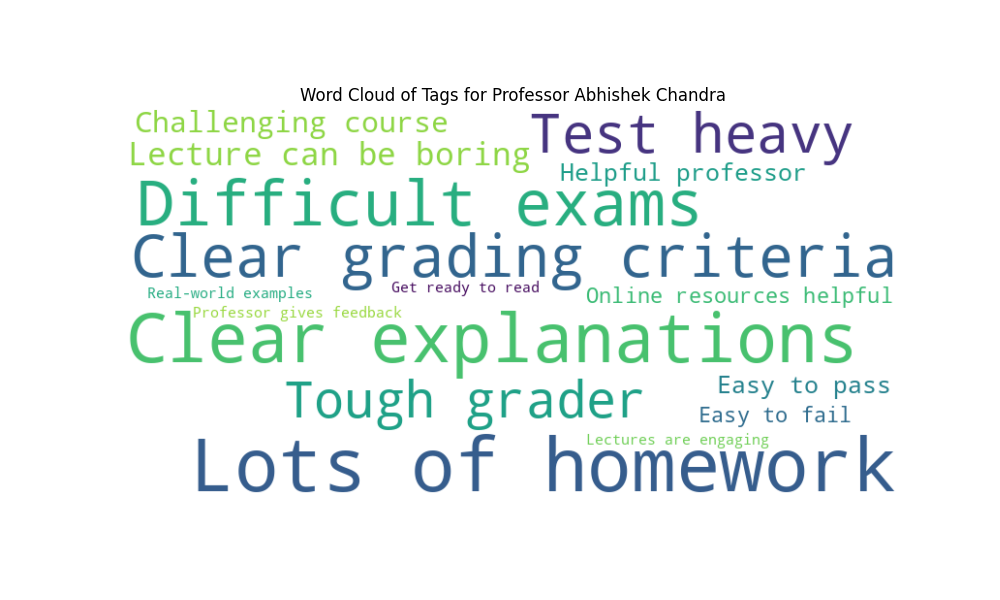 Word Cloud of Tags for Professor Abhishek Chandra
Challenging course
Test heavy
Lecture can be boring
Helpful professor
Difficult exams
Clear grading criteria
Get ready to read
Real-world examples
Online resources helpful
Professor gives feedback
Clear explanations
Easy to pass
Tough grader
Easy to fail
Lectures are engaging
Lots of homework